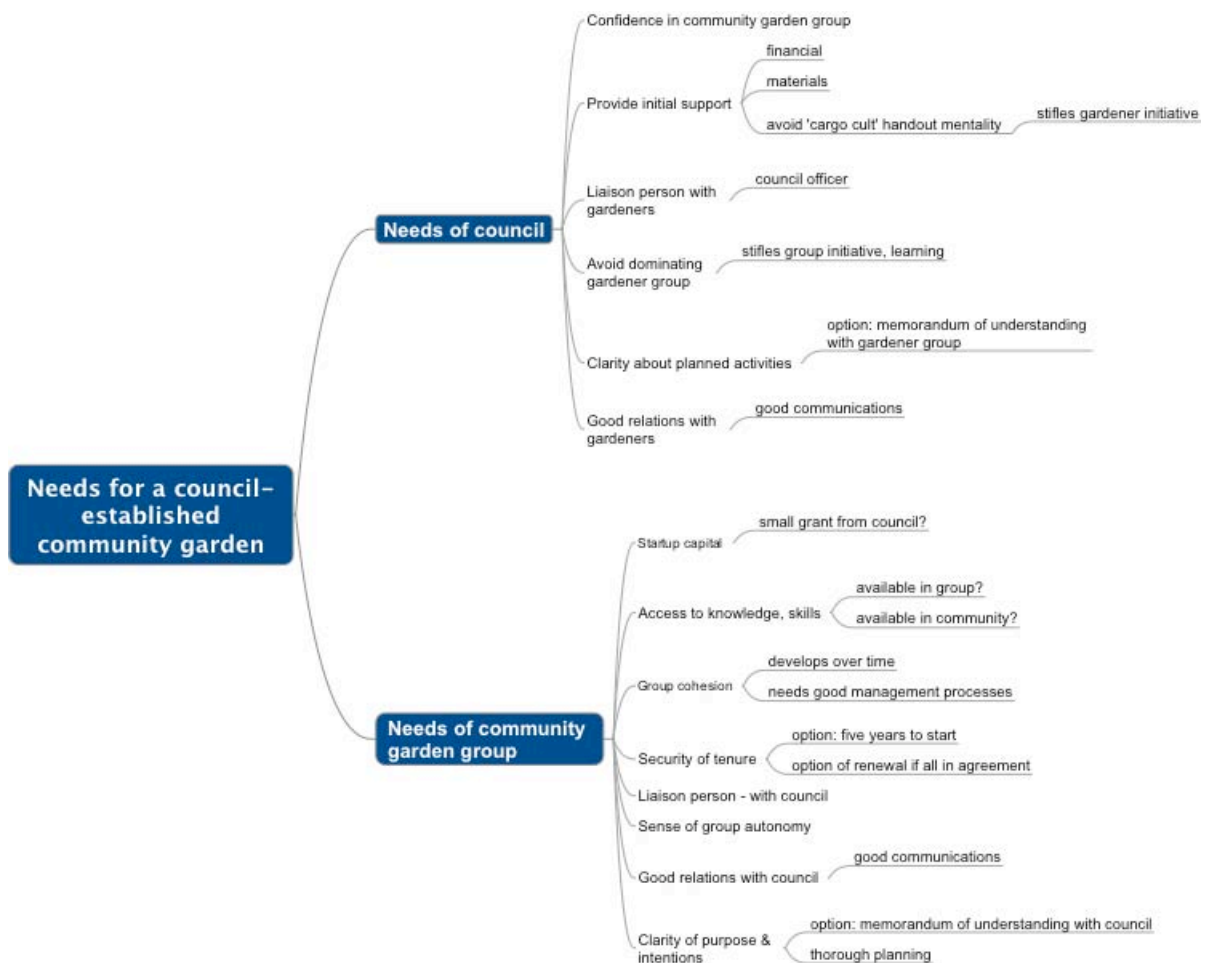 Needs for a council-
established
community garden
Needs of council
Confidence in community garden group
Provide initial support
financial
materials
avoid 'cargo cult' handout mentality
stifles gardener initiative
Liaison person with
gardeners
council officer
Avoid dominating
gardener group
stifles group initiative, learning
Clarity about planned activities
option: memorandum of understanding
with gardener group
Good relations with
gardeners
good communications
Needs of community
garden group
Startup capital
small grant from council?
Access to knowledge, skills
available in group?
available in community?
Group cohesion
develops over time
needs good management processes
Security of tenure
option: five years to start
option of renewal if all in agreement
Liaison person - with council
Sense of group autonomy
Good relations with council
good communications
Clarity of purpose &
intentions
option: memorandum of understanding with council
thorough planning